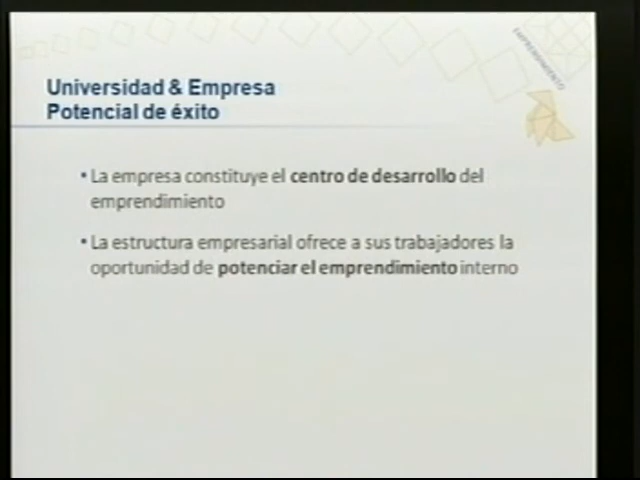 EMPRENDIMIENTO
Universidad & Empresa
Potencial de éxito
• La empresa constituye el centro de desarrollo del
emprendimiento
• La estructura empresarial ofrece a sus trabajadores la
oportunidad de potenciar el emprendimiento interno